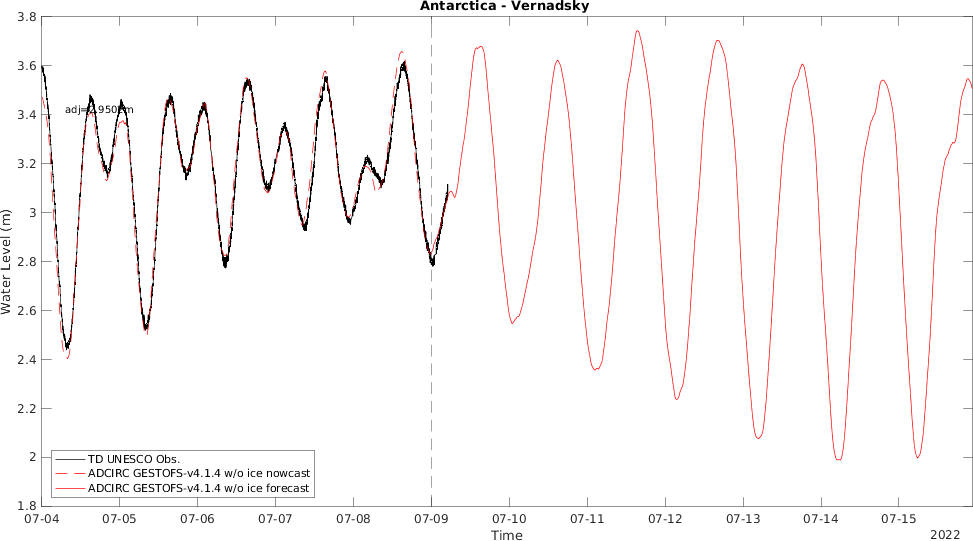 Antarctica - Vernadsky
3.8
3.6
3.4
3.2
3
2.8
2.6
2.4
2.2
2
1.8
Water Level (m)
TD UNESCO Obs.
ADCIRC GESTOFS-v4.1.4 w/o ice nowcast
ADCIRC GESTOFS-v4.1.4 w/o ice forecast
07-04 07-05 07-06 07-07 07-08 07-09 07-10 07-11 07-12 07-13 07-14 07-15
Time
2022